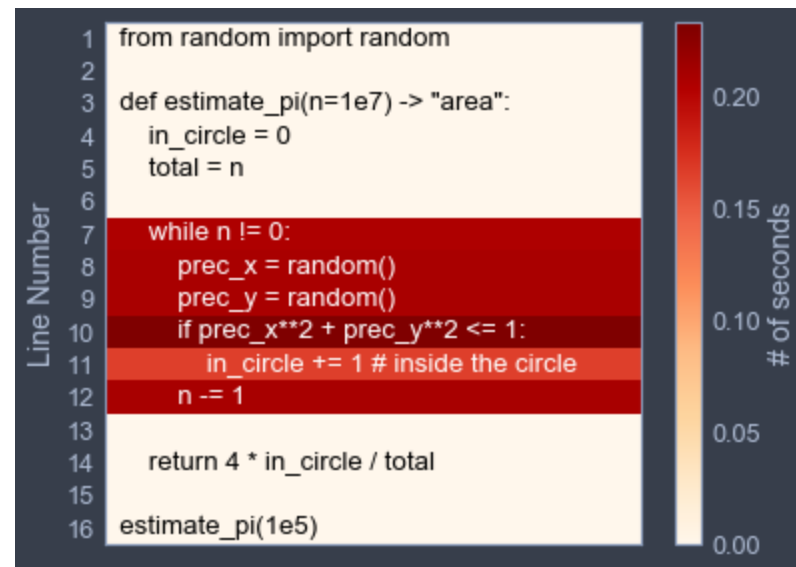 1 from random import random
2
3 def estimate_pi(n=1e7) -> "area":
4     in_circle = 0
5     total = n
6
7     while n != 0:
8         prec_x = random()
9         prec_y = random()
10         if prec_x**2 + prec_y**2 <= 1:
11             in_circle += 1 # inside the circle
12         n -= 1
13
14     return 4 * in_circle / total
15
16 estimate_pi(1e5)
Line Number
0.20
0.15
0.10
0.05
0.00
# of seconds